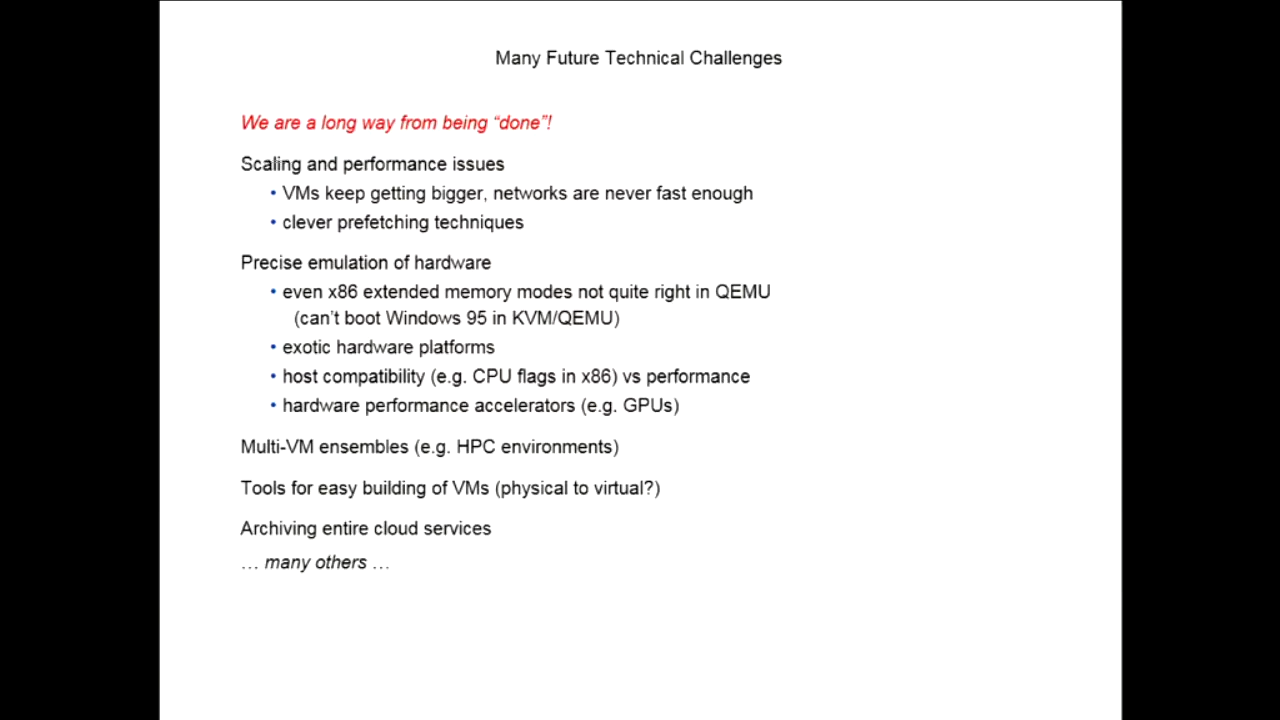 Many Future Technical Challenges
We are a long way from being “done”!
Scaling and performance issues
• VMs keep getting bigger, networks are never fast enough
• clever prefetching techniques
Precise emulation of hardware
• even x86 extended memory modes not quite right in QEMU
(can’t boot Windows 95 in KVM/QEMU)
• exotic hardware platforms
• host compatibility (e.g. CPU flags in x86) vs performance
• hardware performance accelerators (e.g. GPUs)
Multi-VM ensembles (e.g. HPC environments)
Tools for easy building of VMs (physical to virtual?)
Archiving entire cloud services
… many others …